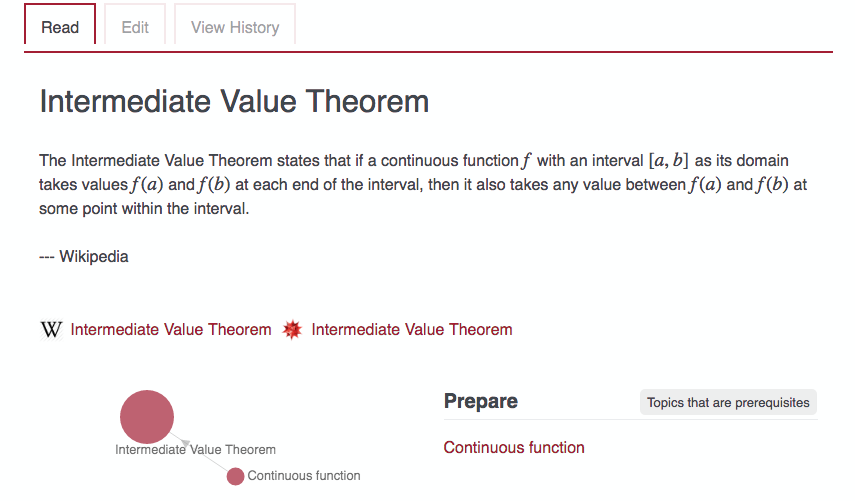 Read
Edit
View History
Intermediate Value Theorem
The Intermediate Value Theorem states that if a continuous function f with an interval [a, b] as its domain
takes values f(a) and f(b) at each end of the interval, then it also takes any value between f(a) and f(b) at
some point within the interval.
--- Wikipedia
W Intermediate Value Theorem Intermediate Value Theorem
Intermediate Value Theorem
Continuous function
Prepare
Topics that are prerequisites
Continuous function